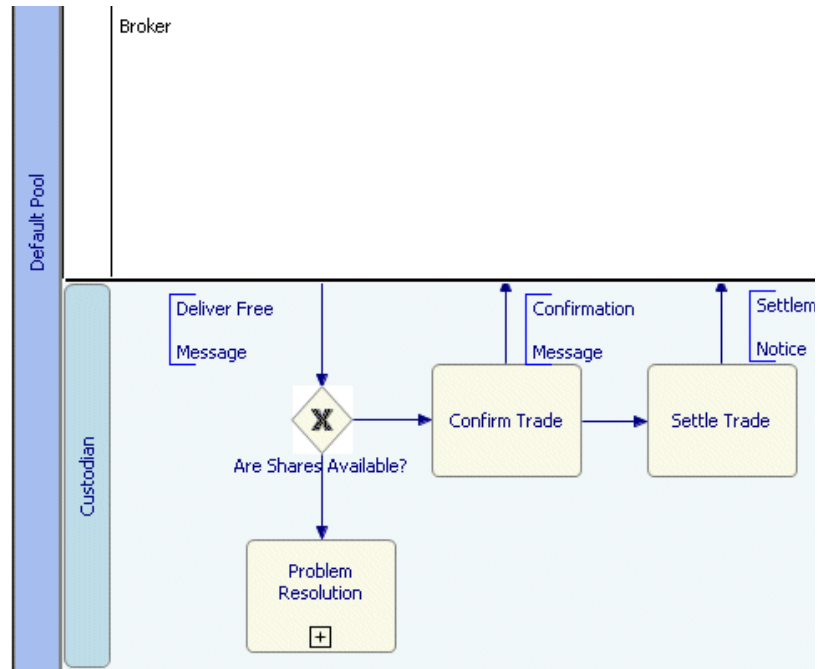 Default Pool
Broker
Custodian
Deliver Free
Message
Confirmation
Message
Settlem
Notice
X
Confirm Trade
Settle Trade
Are Shares Available?
Problem
Resolution
+